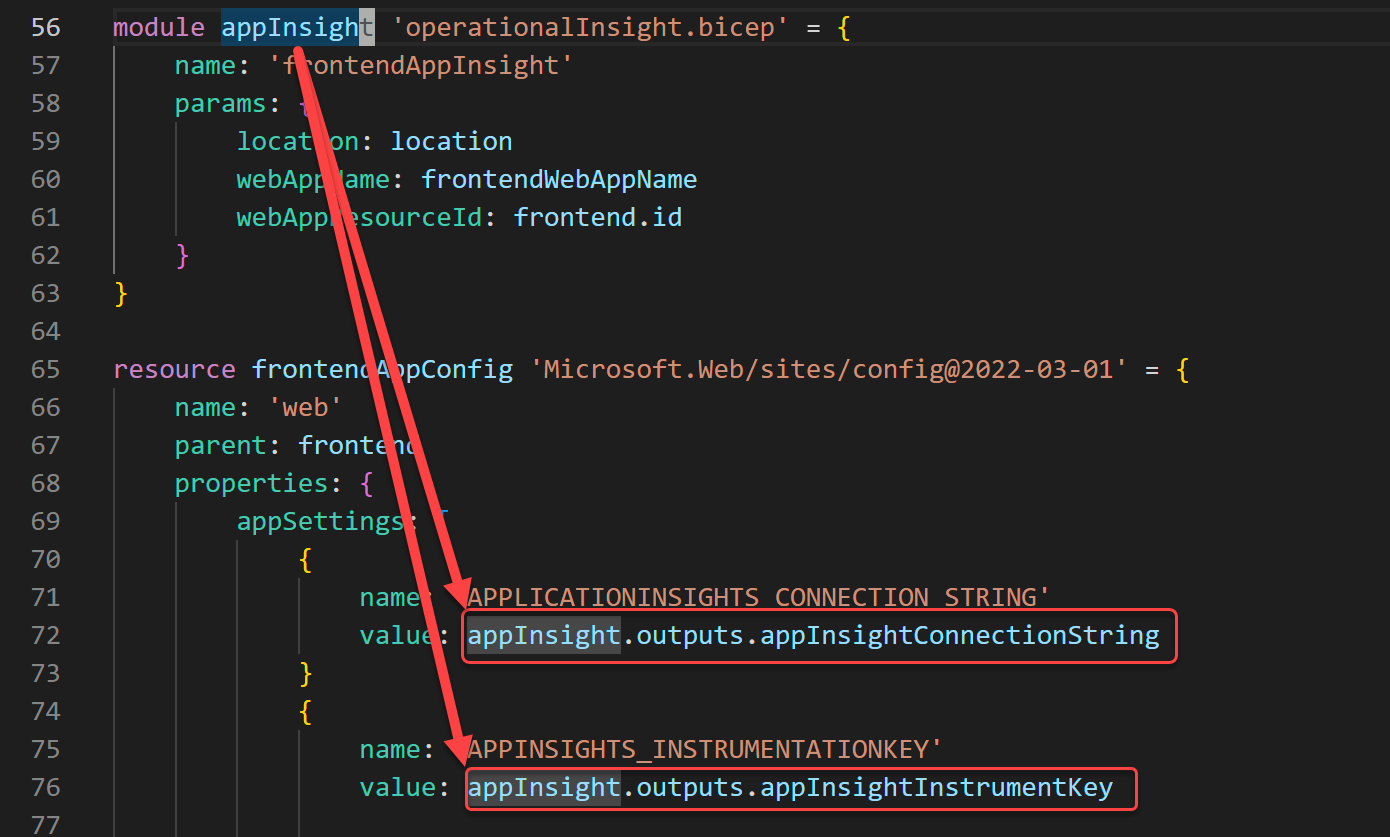 56 module appInsight 'operationalInsight.bicep' = {
57 name: 'frontendAppInsight'
58 params: {
59 location: location
60 webAppName: frontendWebAppName
61 webAppResourceId: frontend.id
62 }
63 }
64
65 resource frontendAppConfig 'Microsoft.Web/sites/config@2022-03-01' = {
66 name: 'web'
67 parent: frontend
68 properties: {
69 appSettings: [
70 {
71 name: 'APPLICATIONINSIGHTS_CONNECTION_STRING'
72 value: appInsight.outputs.appInsightConnectionString
73 }
74 {
75 name: 'APPINSIGHTS_INSTRUMENTATIONKEY'
76 value: appInsight.outputs.appInsightInstrumentKey
77